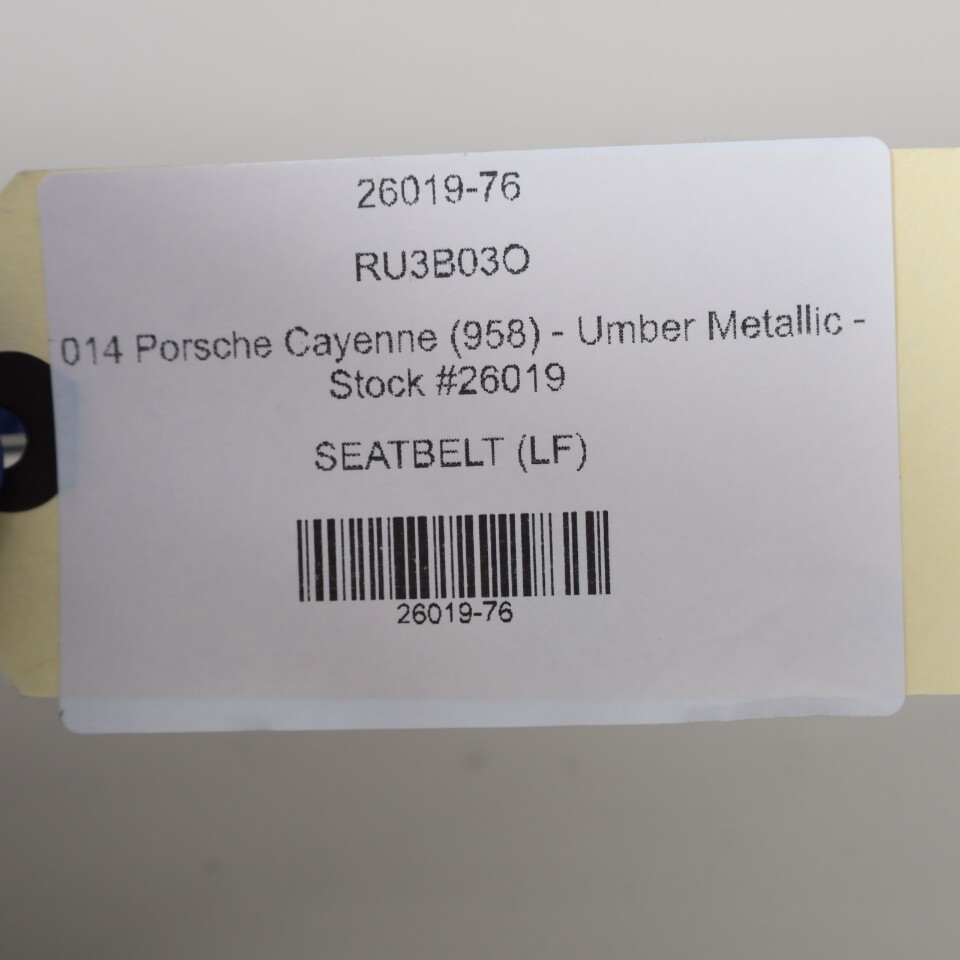 26019-76
RU3B03O
014 Porsche Cayenne (958) - Umber Metallic -
Stock #26019
SEATBELT (LF)
26019-76